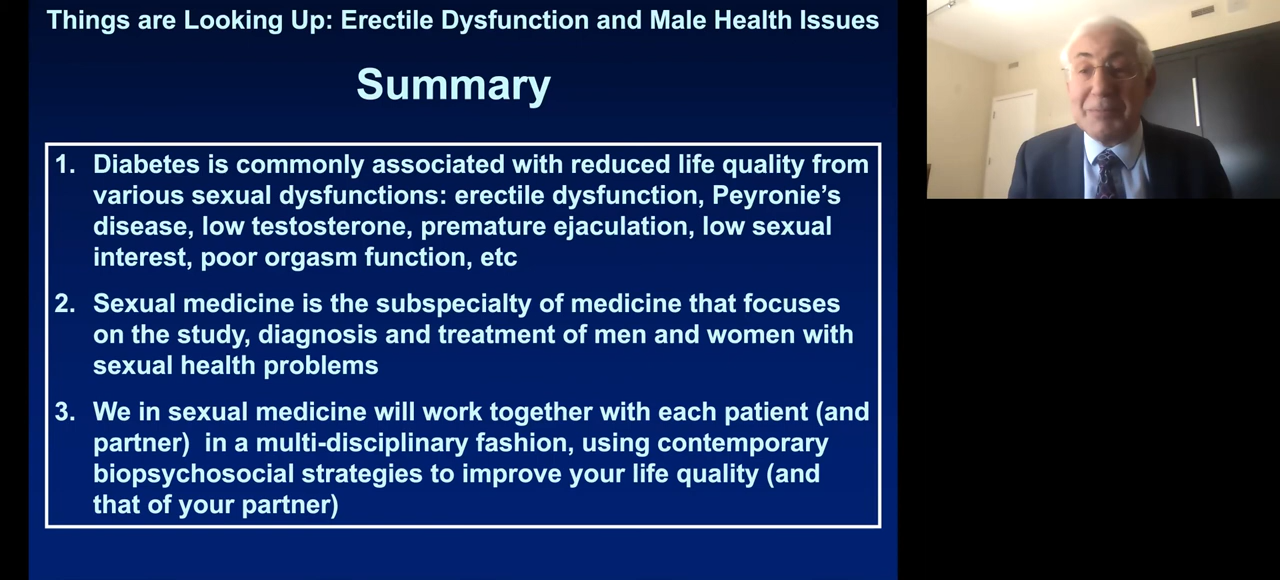 Things are Looking Up: Erectile Dysfunction and Male Health Issues
Summary
1. Diabetes is commonly associated with reduced life quality from
various sexual dysfunctions: erectile dysfunction, Peyronie’s
disease, low testosterone, premature ejaculation, low sexual
interest, poor orgasm function, etc
2. Sexual medicine is the subspecialty of medicine that focuses
on the study, diagnosis and treatment of men and women with
sexual health problems
3. We in sexual medicine will work together with each patient (and
partner)  in a multi-disciplinary fashion, using contemporary
biopsychosocial strategies to improve your life quality (and
that of your partner)